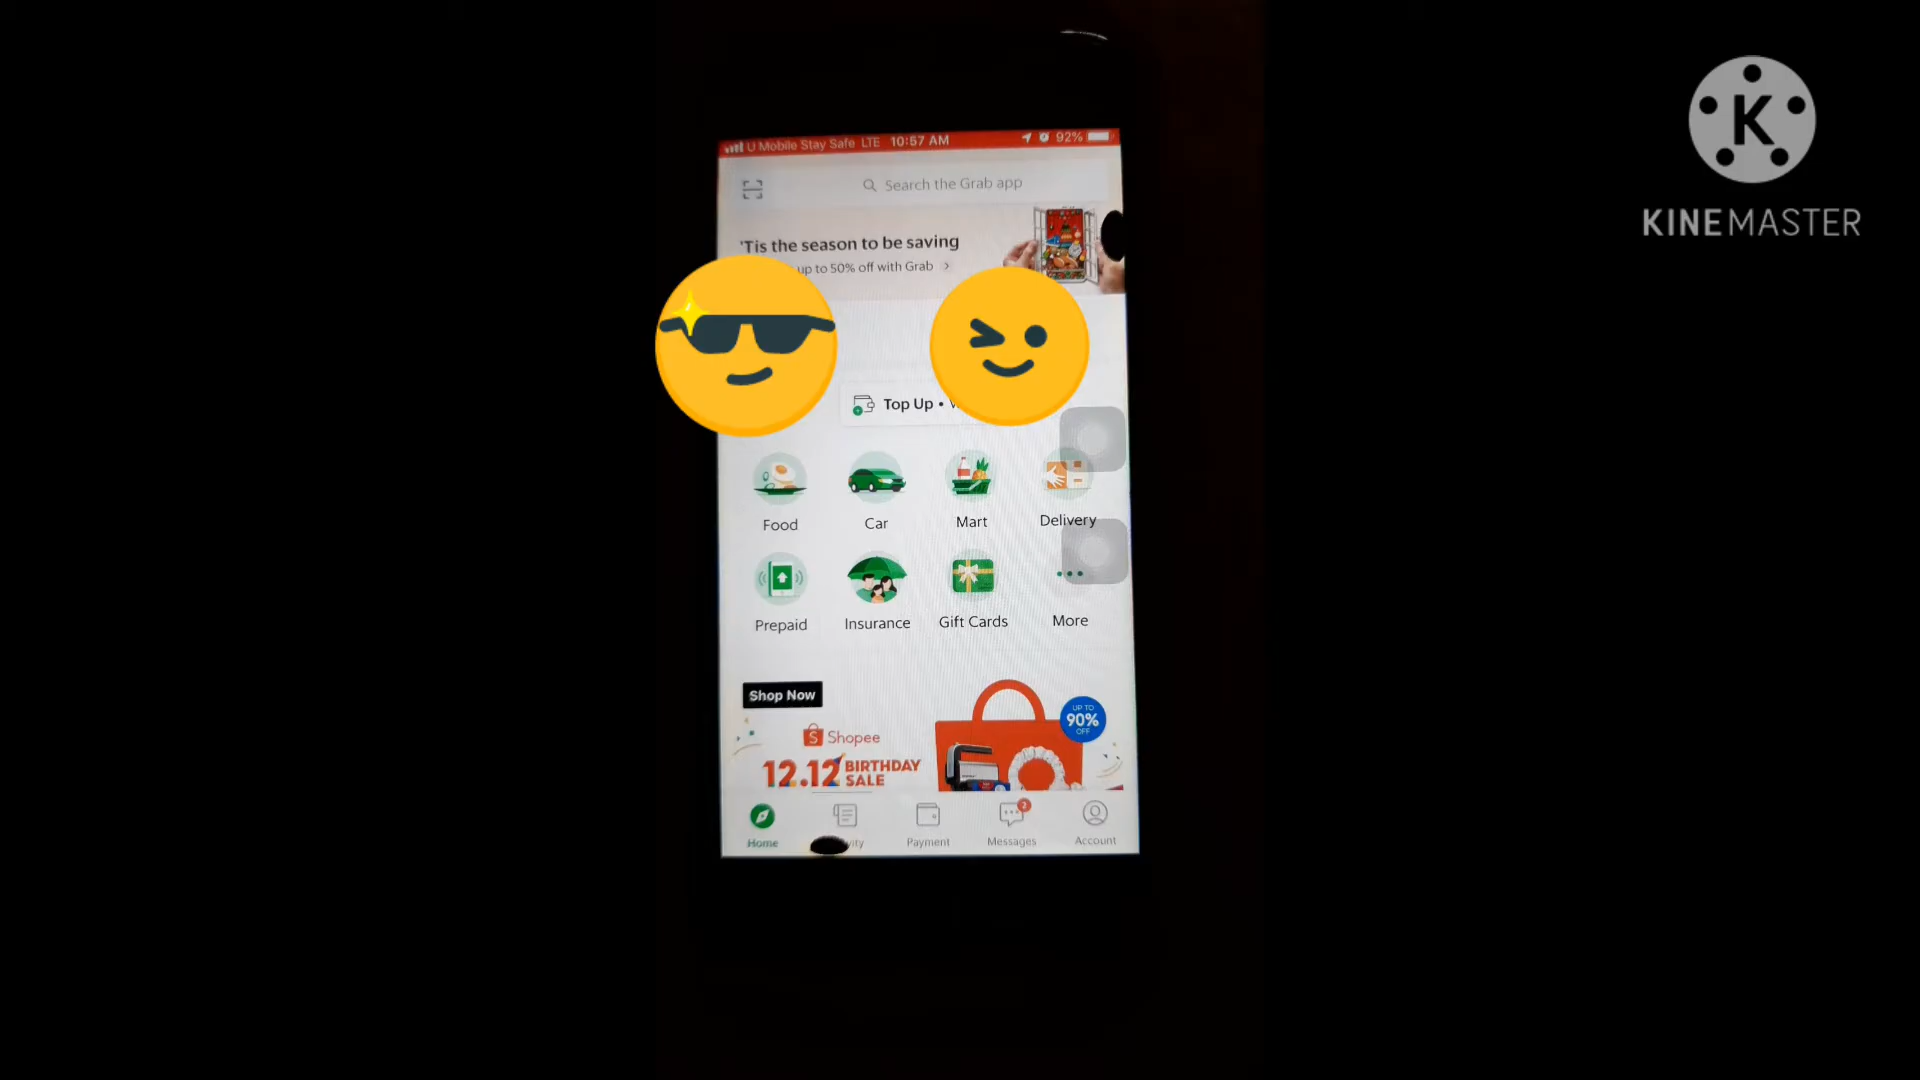 K
KINEMASTER
U Mobile Stay Safe LTE 10:57 AM 92%
Search the Grab app
'Tis the season to be saving
up to 50% off with Grab >
Top Up •
Food Car Mart Delivery
Prepaid Insurance Gift Cards More
Shop Now
UP TO
90%
OFF
S Shopee
12.12 BIRTHDAY
SALE
2
Home vity Payment Messages Account